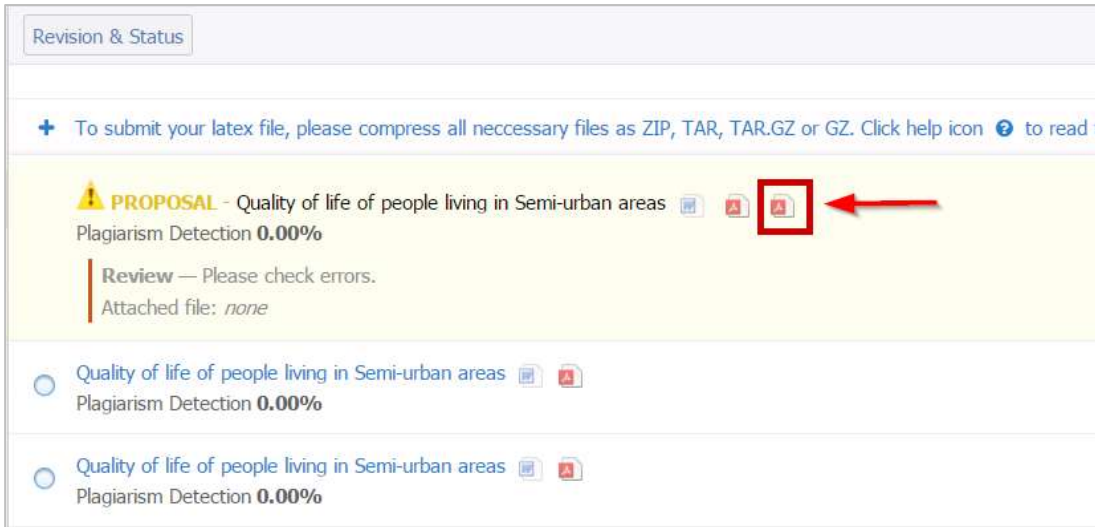 Revision & Status
To submit your latex file, please compress all neccessary files as ZIP, TAR, TAR.GZ or GZ. Click help icon to read
PROPOSAL - Quality of life of people living in Semi-urban areas
Plagiarism Detection 0.00%
Review — Please check errors.
Attached file: none
Quality of life of people living in Semi-urban areas
Plagiarism Detection 0.00%
Quality of life of people living in Semi-urban areas
Plagiarism Detection 0.00%